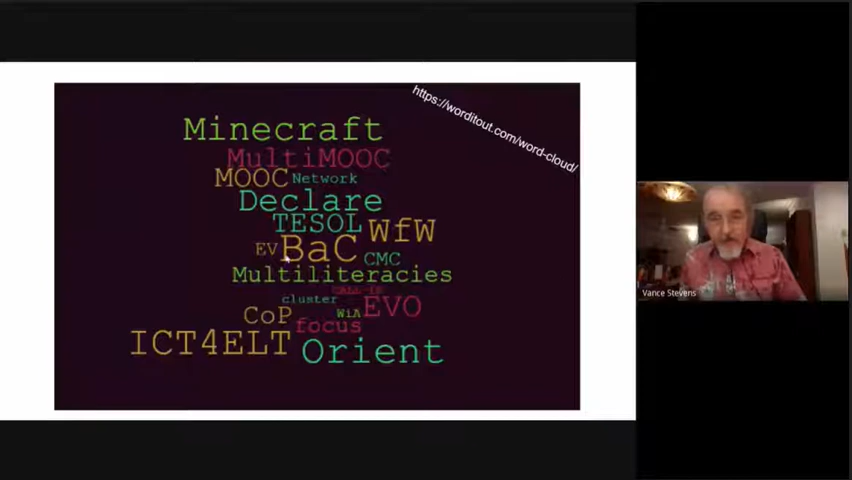 https://worditout.com/word-cloud/
Minecraft
MultiMOOC
MOOC Network
Declare
TESOL WfW
EV BaC CMC
Multiliteracies
cluster EVO
CoP WiA
focus
ICT4ELT Orient
Vance Stevens